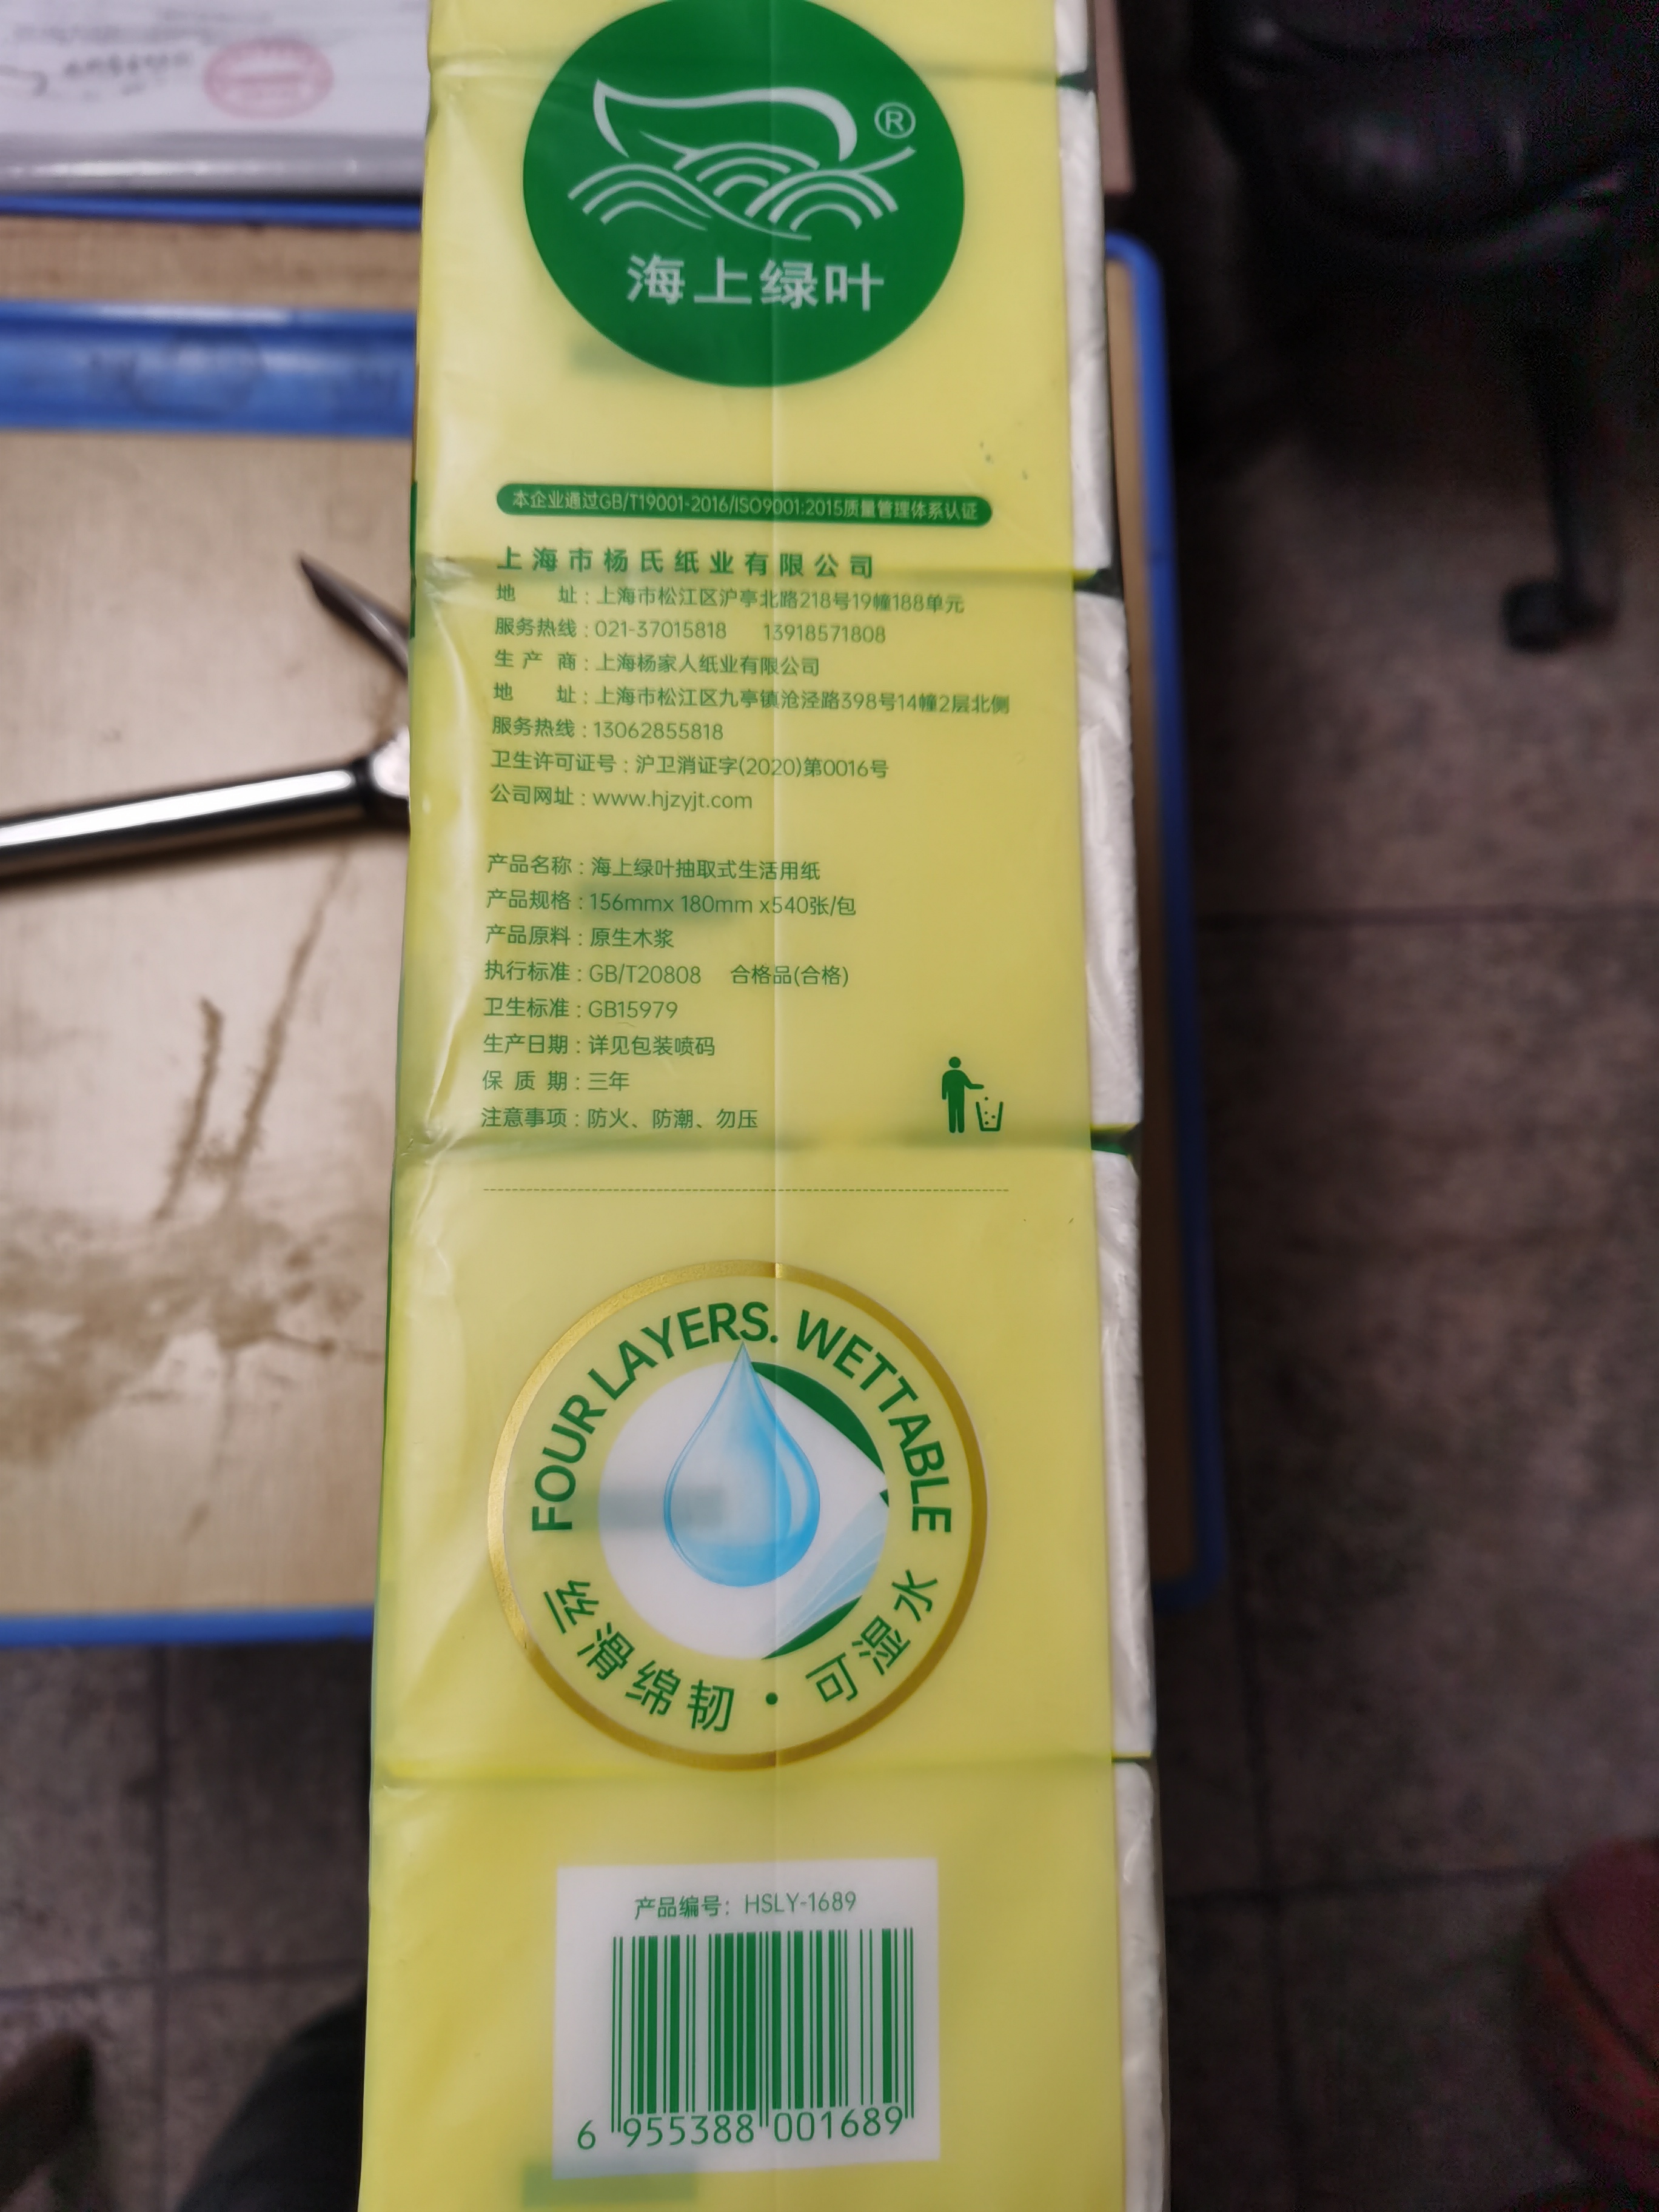 ®
海上绿叶
本企业通过GB/T19001-2016/ISO9001:2015质量管理体系认证
上海市杨氏纸业有限公司
地 址：上海市松江区沪亭北路218号19幢188单元
服务热线：021-37015818 13918571808
生 产 商：上海杨家人纸业有限公司
地 址：上海市松江区九亭镇沧泾路398号14幢2层北侧
服务热线：13062855818
卫生许可证号：沪卫消证字(2020)第0016号
公司网址：www.hjzyjt.com
产品名称：海上绿叶抽取式生活用纸
产品规格：156mmx 180mm x540张/包
产品原料：原生木浆
执行标准：GB/T20808 合格品(合格)
卫生标准：GB15979
生产日期：详见包装喷码
保 质 期：三年
注意事项：防火、防潮、勿压
FOUR LAYERS. WETTABLE
丝滑绵韧·可湿水
产品编号：HSLY-1689
6 955388 001689